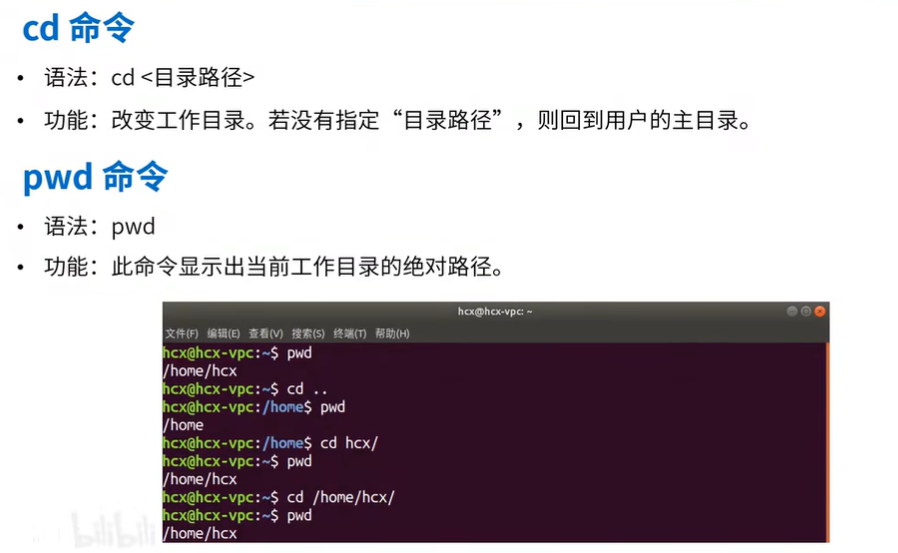 cd 命令
• 语法：cd <目录路径>
• 功能：改变工作目录。若没有指定“目录路径”，则回到用户的主目录。
pwd 命令
• 语法：pwd
• 功能：此命令显示出当前工作目录的绝对路径。
hcx@hcx-vpc: ~
文件(F) 编辑(E) 查看(V) 搜索(S) 终端(T) 帮助(H)
hcx@hcx-vpc:~$ pwd
/home/hcx
hcx@hcx-vpc:~$ cd ..
hcx@hcx-vpc:/home$ pwd
/home
hcx@hcx-vpc:/home$ cd hcx/
hcx@hcx-vpc:~$ pwd
/home/hcx
hcx@hcx-vpc:~$ cd /home/hcx/
hcx@hcx-vpc:~$ pwd
/home/hcx
bilibili